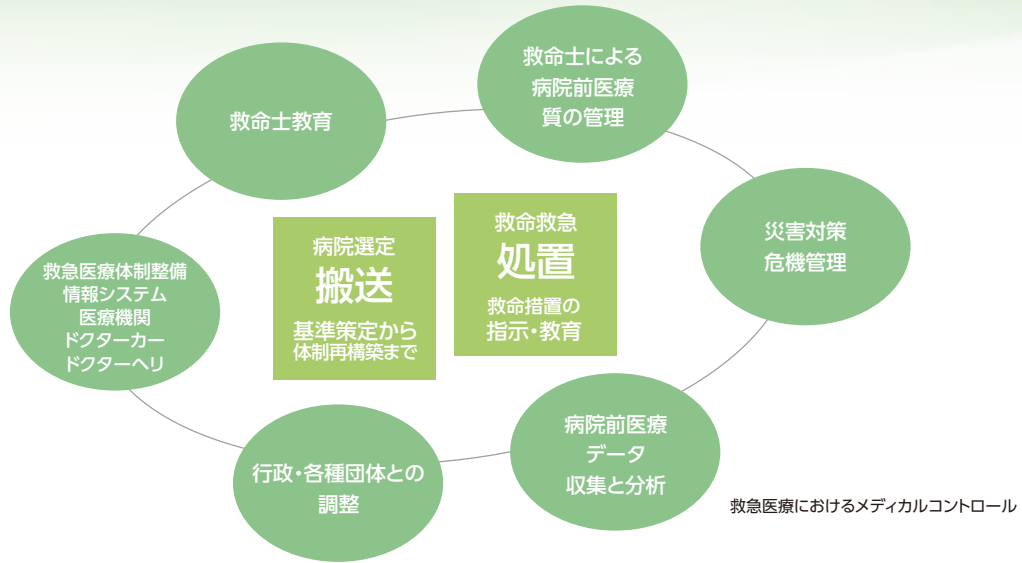 救命士による
病院前医療
質の管理
救命士教育
災害対策
危機管理
救命救急
処置
救命措置の
指示・教育
病院選定
搬送
基準策定から
体制再構築まで
救急医療体制整備
情報システム
医療機関
ドクターカー
ドクターヘリ
病院前医療
データ
収集と分析
行政・各種団体との
調整
救急医療におけるメディカルコントロール